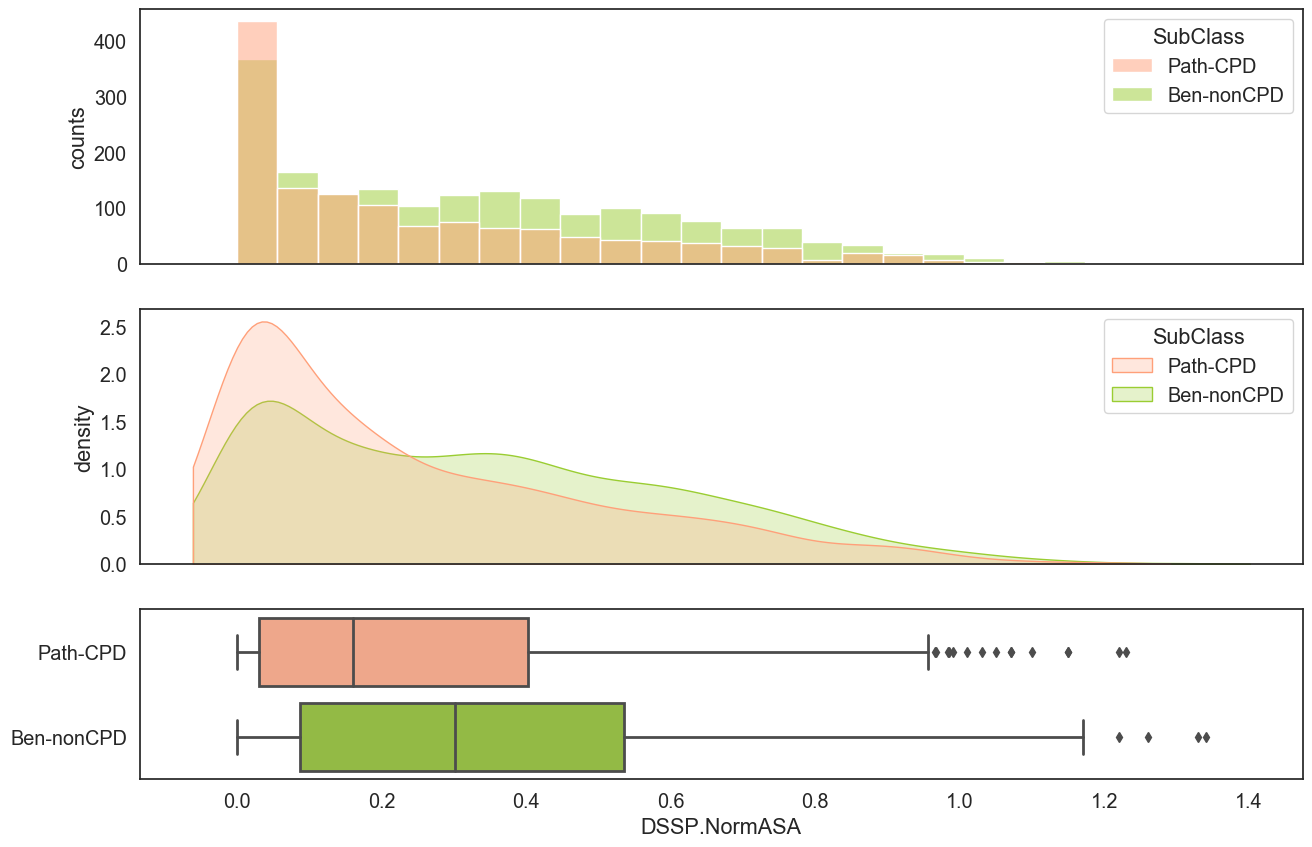 400
300
200
100
0
counts
SubClass
Path-CPD
Ben-nonCPD
2.5
2.0
1.5
1.0
0.5
0.0
density
SubClass
Path-CPD
Ben-nonCPD
Path-CPD
Ben-nonCPD
0.0 0.2 0.4 0.6 0.8 1.0 1.2 1.4
DSSP.NormASA